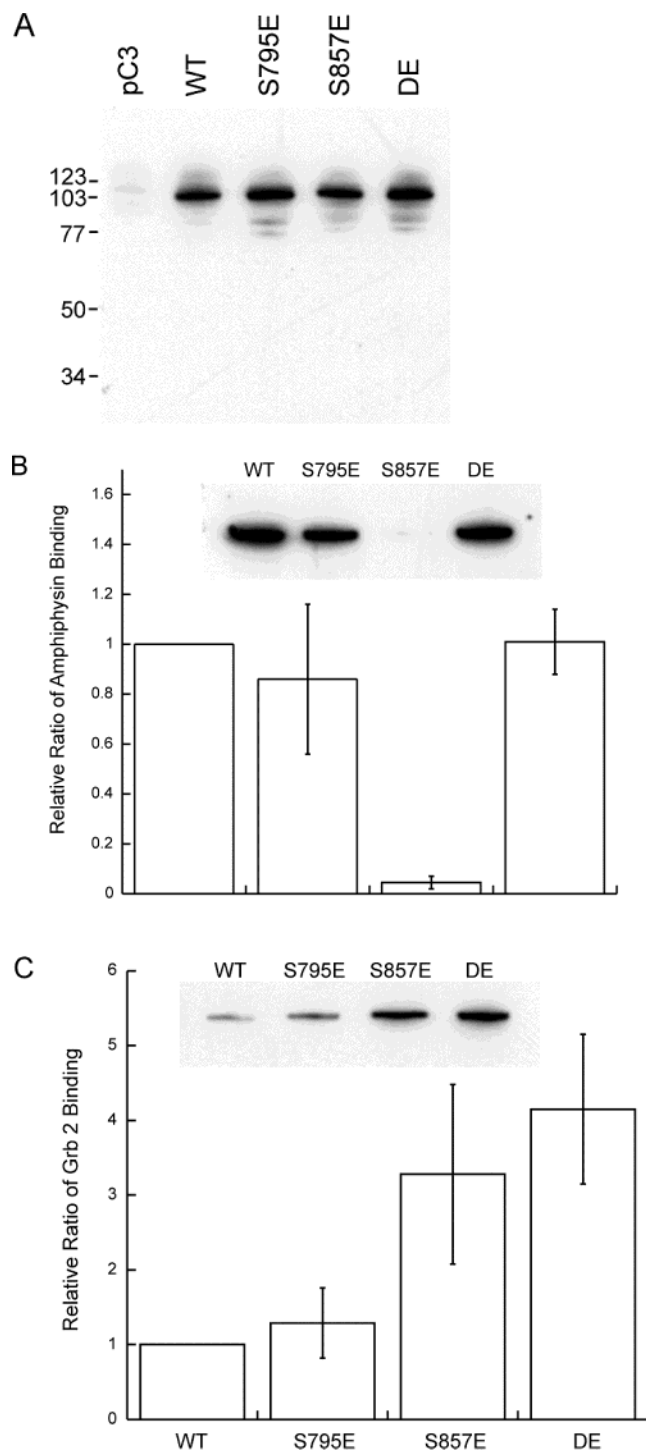 A
pC3 WT S795E S857E DE
123
103
77
50
34
B
WT S795E S857E DE
Relative Ratio of Amphiphysin Binding
1.6
1.4
1.2
1
0.8
0.6
0.4
0.2
0
C
WT S795E S857E DE
Relative Ratio of Grb 2 Binding
6
5
4
3
2
1
0
WT S795E S857E DE